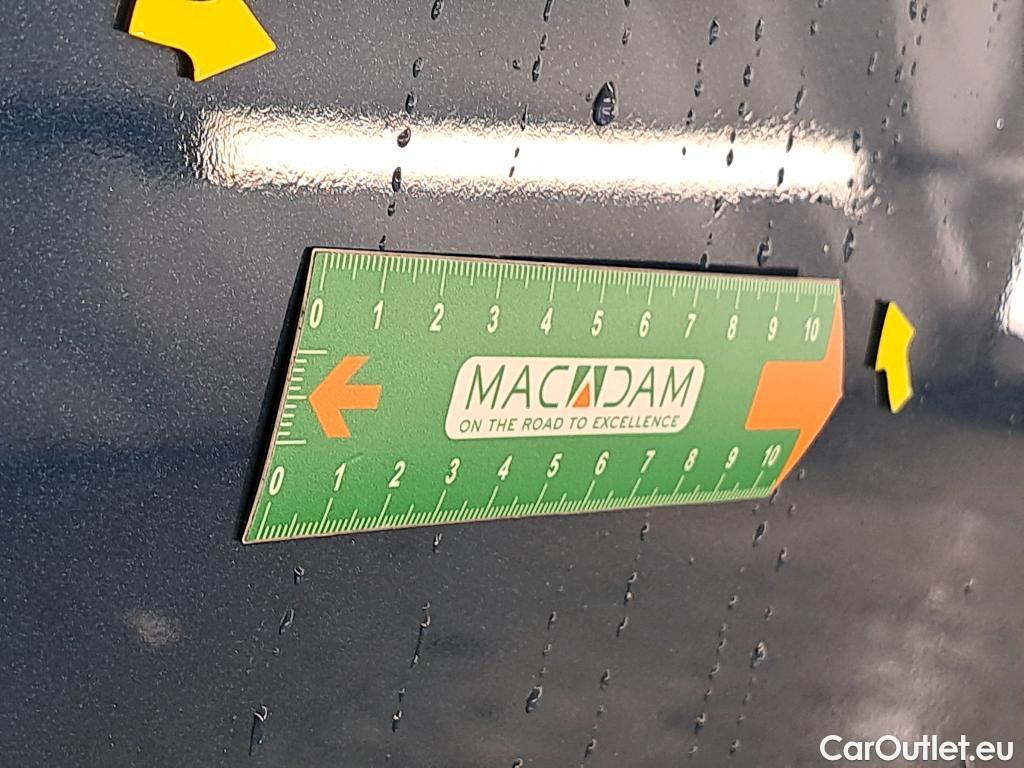 0 1 2 3 4 5 6 7 8 9 10
MACADAM
ON THE ROAD TO EXCELLENCE
0 1 2 3 4 5 6 7 8 9 10
CarOutlet.eu